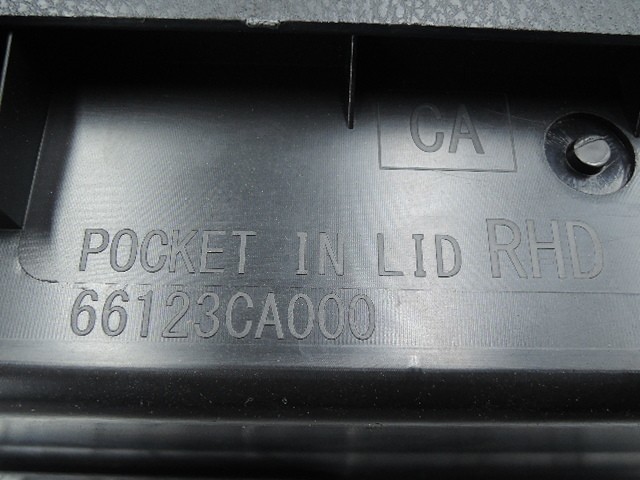 CA
POCKET IN LID RHD
66123CA000